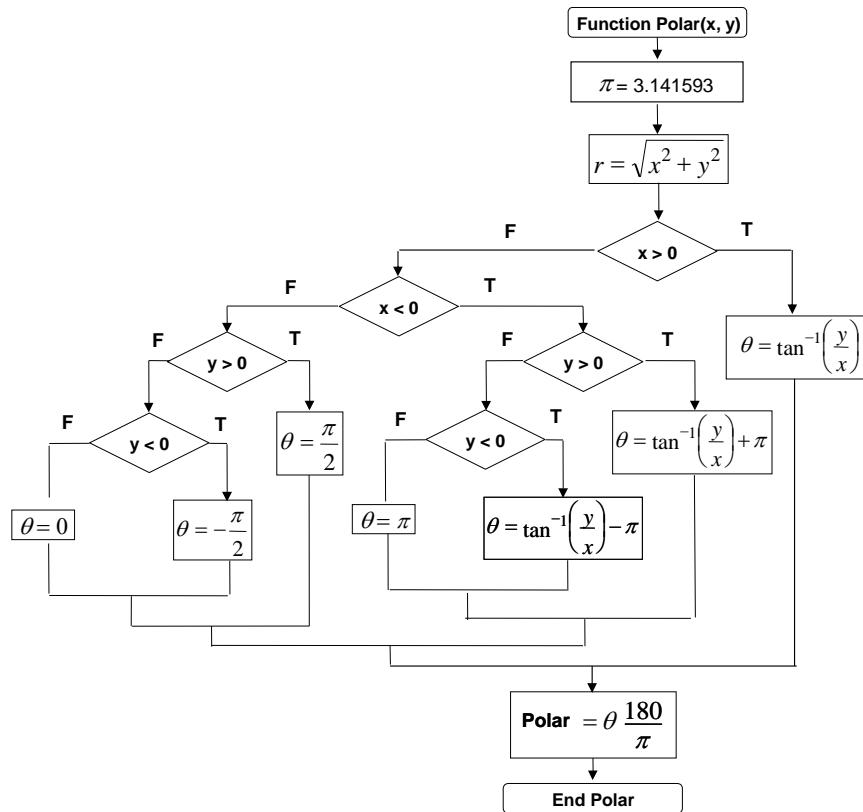 Function Polar(x, y)
π = 3.141593
r = √(x² + y²)
F
T
x > 0
F
T
x < 0
F
T
F
T
y > 0
y > 0
θ = tan⁻¹(y/x)
F
T
F
T
y < 0
θ = π/2
y < 0
θ = tan⁻¹(y/x) + π
θ = 0
θ = −π/2
θ = π
θ = tan⁻¹(y/x) − π
Polar = θ 180/π
End Polar